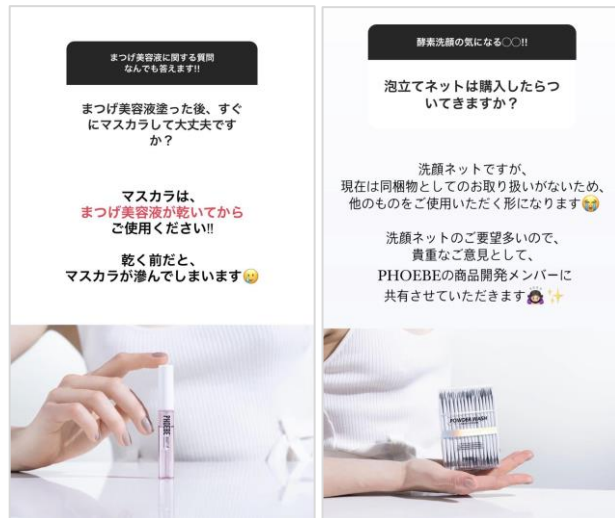 まつげ美容液に関する質問
なんでも答えます!!
まつげ美容液塗った後、すぐ
にマスカラして大丈夫です
か？
マスカラは、
まつげ美容液が乾いてから
ご使用ください!!
乾く前だと、
マスカラが滲んでしまいます🥲
PHOEBE
酵素洗顔の気になる○○!!
泡立てネットは購入したらつ
いてきますか？
洗顔ネットですが、
現在は同梱物としてのお取り扱いがないため、
他のものをご使用いただく形になります😭
洗顔ネットのご要望多いので、
貴重なご意見として、
PHOEBEの商品開発メンバーに
共有させていただきます🙇🏻‍♀️✨
POWDER WASH